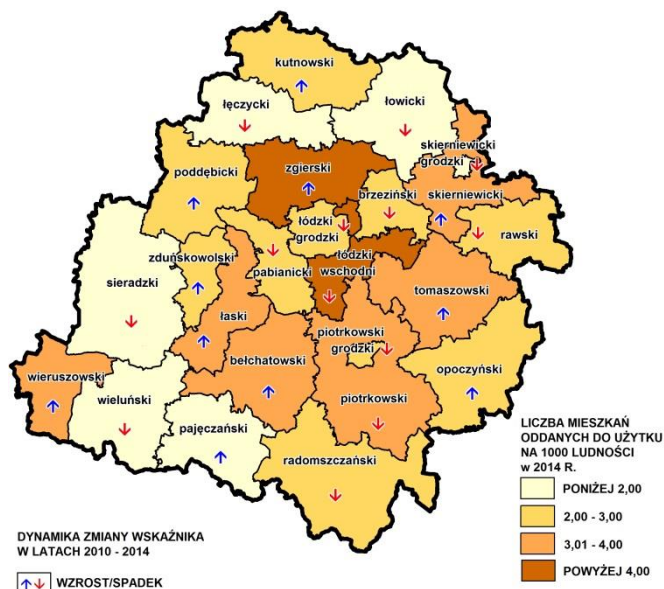 kutnowski
łęczycki
łowicki
skierniewicki
grodzki
poddębicki
zgierski
brzeziński
skierniewicki
łódzki
grodzki
rawski
zduńskowolski
pabianicki
łódzki
wschodni
sieradzki
tomaszowski
łaski
piotrkowski
grodzki
bełchatowski
opoczyński
wieruszowski
piotrkowski
wieluński
pajęczański
radomszczański
LICZBA MIESZKAŃ
ODDANYCH DO UŻYTKU
NA 1000 LUDNOŚCI
w 2014 R.
PONIŻEJ 2,00
2,00 - 3,00
3,01 - 4,00
POWYŻEJ 4,00
DYNAMIKA ZMIANY WSKAŹNIKA
W LATACH 2010 - 2014
WZROST/SPADEK